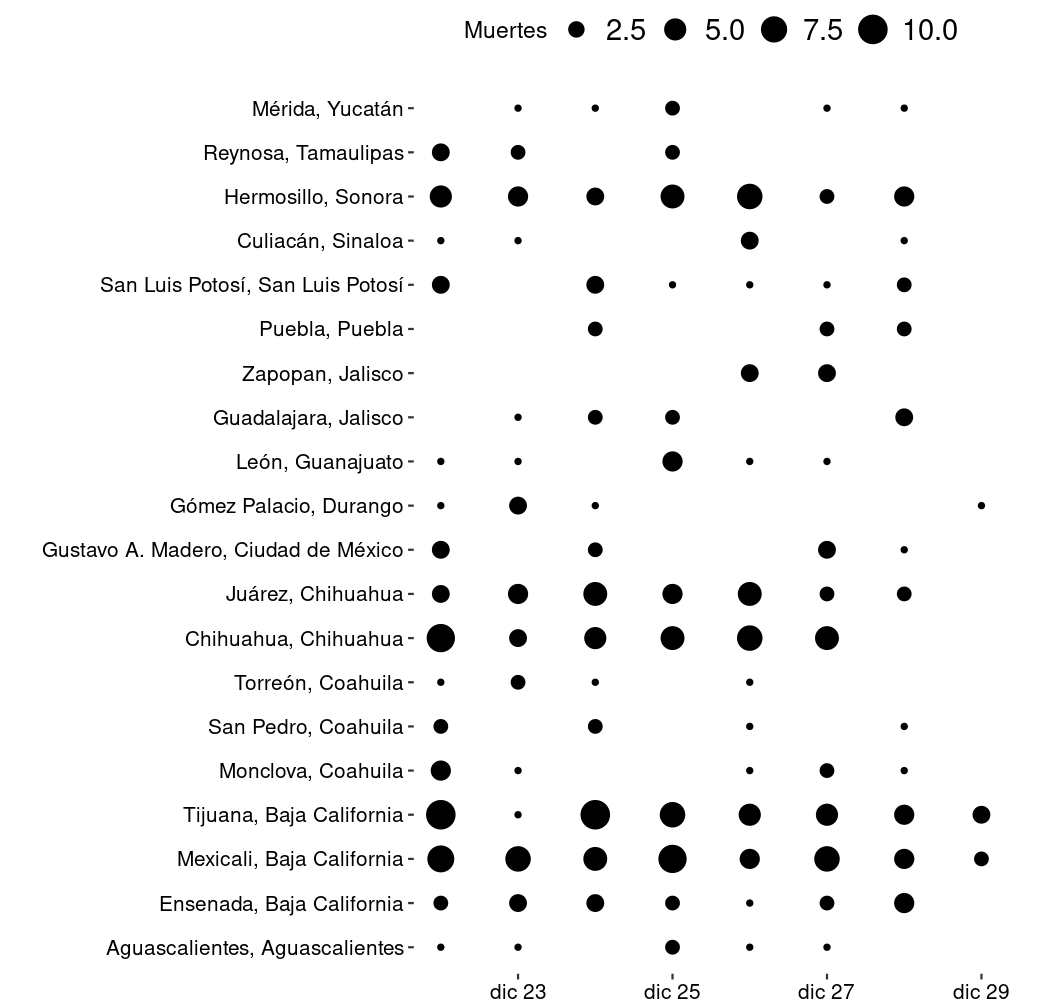 Muertes 2.5 5.0 7.5 10.0
Mérida, Yucatán
Reynosa, Tamaulipas
Hermosillo, Sonora
Culiacán, Sinaloa
San Luis Potosí, San Luis Potosí
Puebla, Puebla
Zapopan, Jalisco
Guadalajara, Jalisco
León, Guanajuato
Gómez Palacio, Durango
Gustavo A. Madero, Ciudad de México
Juárez, Chihuahua
Chihuahua, Chihuahua
Torreón, Coahuila
San Pedro, Coahuila
Monclova, Coahuila
Tijuana, Baja California
Mexicali, Baja California
Ensenada, Baja California
Aguascalientes, Aguascalientes
dic 23 dic 25 dic 27 dic 29